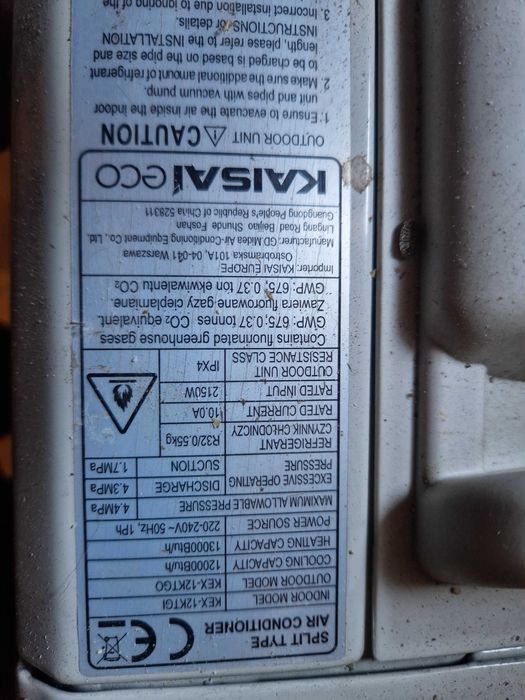 SPLIT TYPE
AIR CONDITIONER
CE
INDOOR MODEL KEX-12KTGI
OUTDOOR MODEL KEX-12KTGO
COOLING CAPACITY 12000Btu/h
HEATING CAPACITY 13000Btu/h
POWER SOURCE 220-240V~ 50Hz, 1Ph
MAXIMUM ALLOWABLE PRESSURE 4.4MPa
EXCESSIVE OPERATING
PRESSURE
DISCHARGE 4.3MPa
SUCTION 1.7MPa
REFRIGERANT
CZYNNIK CHŁODNICZY
R32/0.55kg
RATED CURRENT 10.0A
RATED INPUT 2150W
OUTDOOR UNIT
RESISTANCE CLASS
IPX4
Contains fluorinated greenhouse gases
GWP: 675; 0.37 tonnes CO₂ equivalent.
Zawiera fluorowane gazy cieplarniane.
GWP: 675; 0.37 ton ekwiwalentu CO₂
Importer: KAISAI EUROPE
Ostrobramska 101A, 04-041 Warszawa
Manufacturer: GD Midea Air-Conditioning Equipment Co., Ltd.
Lingang Road Beijiao Shunde Foshan
Guangdong People's Republic of China 528311
KAISAI eco
OUTDOOR UNIT ⚠ CAUTION
1. Ensure to evacuate the air inside the indoor
unit and pipes with vacuum pump.
2. Make sure the additional amount of refrigerant
to be charged is based on the pipe size and
length, please refer to the INSTALLATION
INSTRUCTIONS for details.
3. Incorrect installation due to ignoring of the